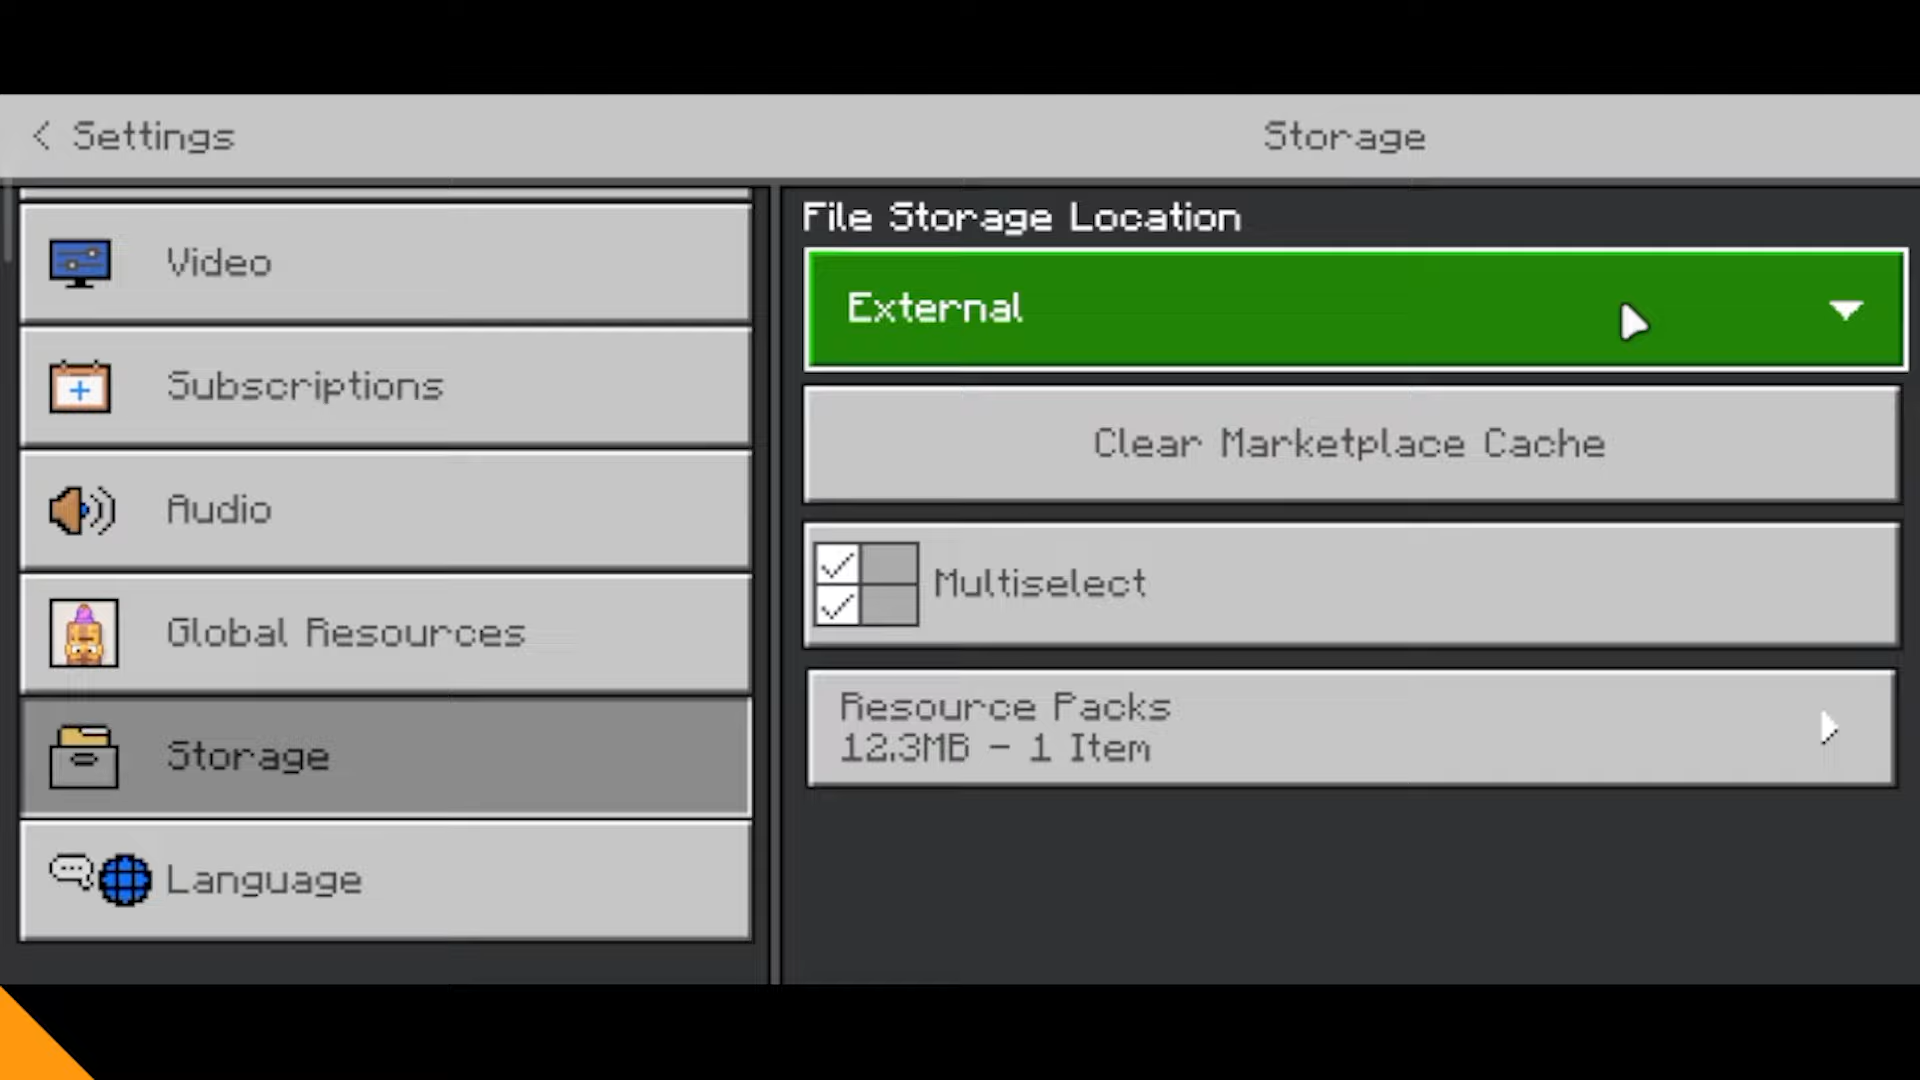 Settings
Storage
Video
Subscriptions
Audio
Global Resources
Storage
Language
File Storage Location
External
Clear Marketplace Cache
Multiselect
Resource Packs
12.3MB - 1 Item